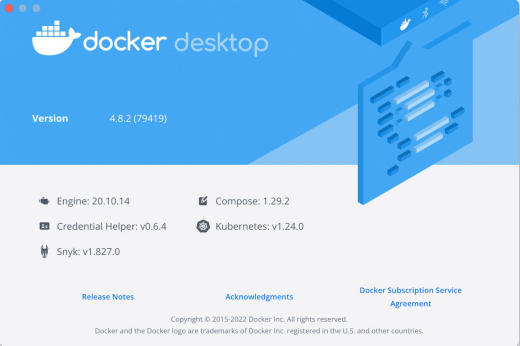 docker desktop
Version 4.8.2 (79419)
Engine: 20.10.14 Compose: 1.29.2
Credential Helper: v0.6.4 Kubernetes: v1.24.0
Snyk: v1.827.0
Release Notes Acknowledgments Docker Subscription Service
Agreement
Copyright © 2015-2022 Docker Inc. All rights reserved.
Docker and the Docker logo are trademarks of Docker Inc. registered in the U.S. and other countries.